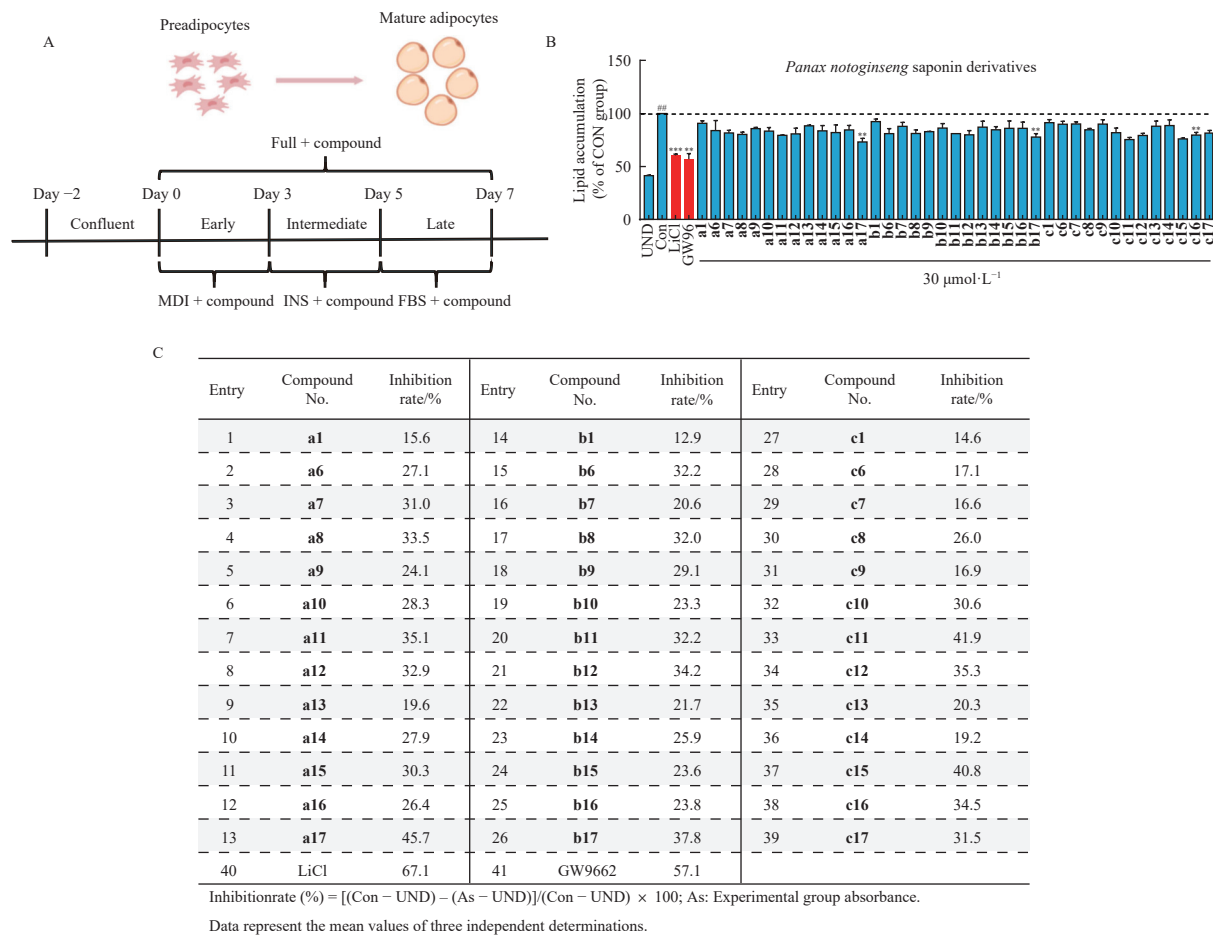 A
Preadipocytes
Mature adipocytes
Full + compound
Day −2
Day 0
Day 3
Day 5
Day 7
Confluent
Early
Intermediate
Late
MDI + compound
INS + compound
FBS + compound
B
Panax notoginseng saponin derivatives
Lipid accumulation
(% of CON group)
150
100
50
0
##
***
**
**
**
**
UND
Con
LiCl
GW96
a1
a6
a7
a8
a9
a10
a11
a12
a13
a14
a15
a16
a17
b1
b6
b7
b8
b9
b10
b11
b12
b13
b14
b15
b16
b17
c1
c6
c7
c8
c9
c10
c11
c12
c13
c14
c15
c16
c17
30 μmol·L⁻¹
C
Entry Compound No. Inhibition rate/% Entry Compound No. Inhibition rate/% Entry Compound No. Inhibition rate/%
1 a1 15.6 14 b1 12.9 27 c1 14.6
2 a6 27.1 15 b6 32.2 28 c6 17.1
3 a7 31.0 16 b7 20.6 29 c7 16.6
4 a8 33.5 17 b8 32.0 30 c8 26.0
5 a9 24.1 18 b9 29.1 31 c9 16.9
6 a10 28.3 19 b10 23.3 32 c10 30.6
7 a11 35.1 20 b11 32.2 33 c11 41.9
8 a12 32.9 21 b12 34.2 34 c12 35.3
9 a13 19.6 22 b13 21.7 35 c13 20.3
10 a14 27.9 23 b14 25.9 36 c14 19.2
11 a15 30.3 24 b15 23.6 37 c15 40.8
12 a16 26.4 25 b16 23.8 38 c16 34.5
13 a17 45.7 26 b17 37.8 39 c17 31.5
40 LiCl 67.1 41 GW9662 57.1
Inhibitionrate (%) = [(Con − UND) – (As − UND)]/(Con − UND) × 100; As: Experimental group absorbance.
Data represent the mean values of three independent determinations.